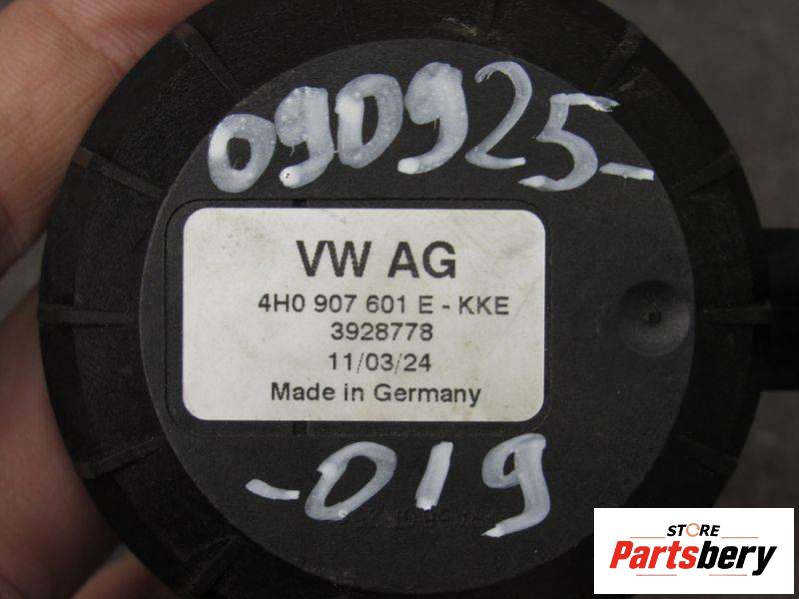 090925-
VW AG
4H0 907 601 E - KKE
3928778
11/03/24
Made in Germany
-019
STORE
Partsbery